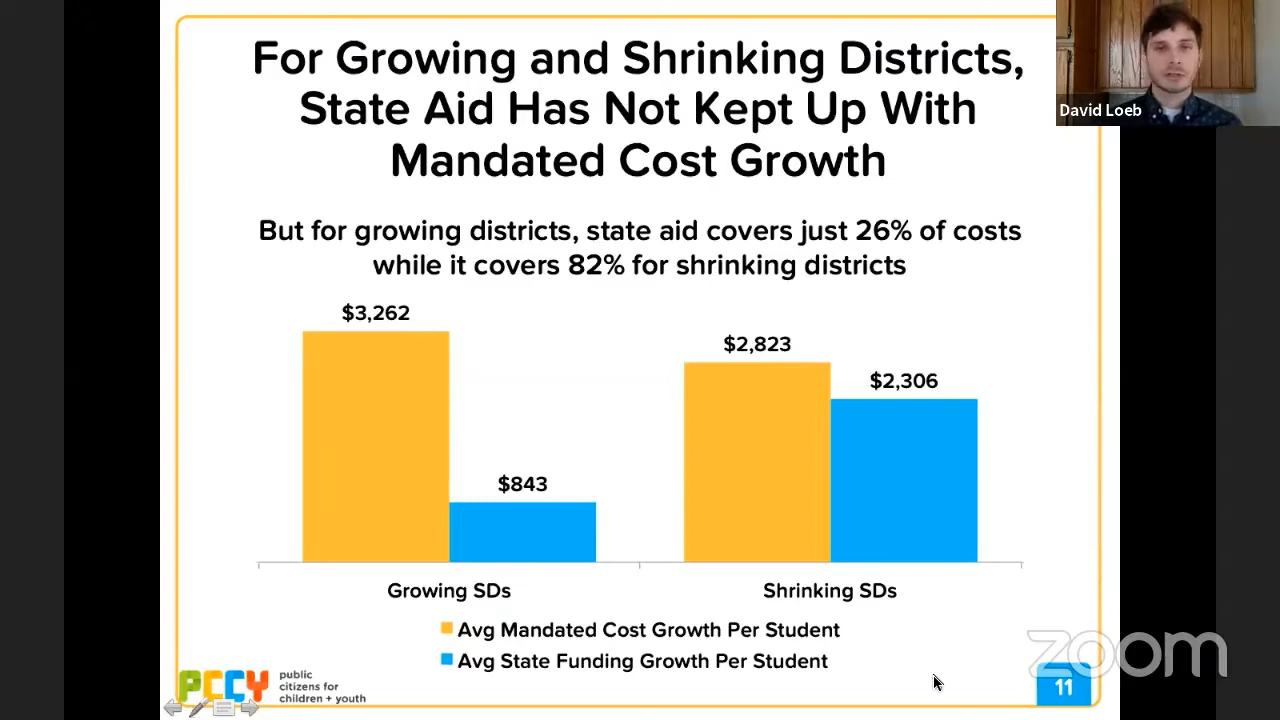 For Growing and Shrinking Districts,
State Aid Has Not Kept Up With
Mandated Cost Growth
David Loeb
But for growing districts, state aid covers just 26% of costs
while it covers 82% for shrinking districts
$3,262
$843
$2,823
$2,306
Growing SDs
Shrinking SDs
Avg Mandated Cost Growth Per Student
Avg State Funding Growth Per Student
PCCY
public
citizens for
children + youth
11
zoom